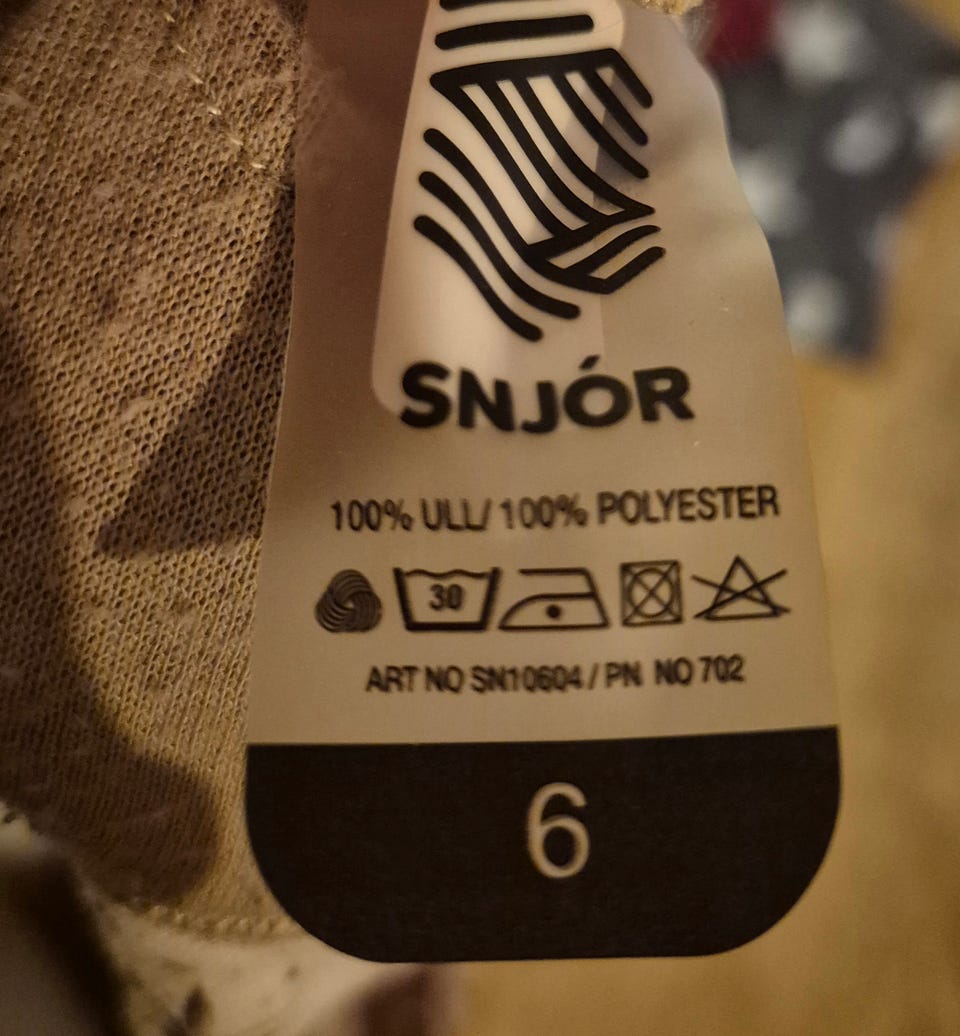 SNJÓR
100% ULL/ 100% POLYESTER
30
ART NO SN10604 / PN NO 702
6